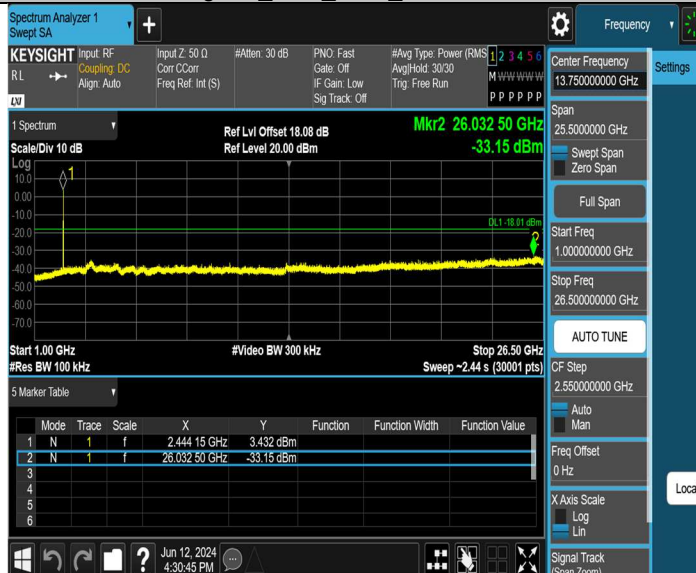 Spectrum Analyzer 1
Swept SA
+
Frequency
KEYSIGHT
RL
LXI
Input: RF
Coupling: DC
Align: Auto
Input Z: 50 Ω
Corr CCorr
Freq Ref: Int (S)
#Atten: 30 dB
PNO: Fast
Gate: Off
IF Gain: Low
Sig Track: Off
#Avg Type: Power (RMS
Avg|Hold: 30/30
Trig: Free Run
1 2 3 4 5 6
M W W W W W
P P P P P P
1 Spectrum
Scale/Div 10 dB
Ref Lvl Offset 18.08 dB
Ref Level 20.00 dBm
Mkr2 26.032 50 GHz
-33.15 dBm
Log
10.0
0.00
-10.0
-20.0
-30.0
-40.0
-50.0
-60.0
-70.0
1
DL1 -18.01 dBm
Start 1.00 GHz
#Res BW 100 kHz
#Video BW 300 kHz
Stop 26.50 GHz
Sweep ~2.44 s (30001 pts)
5 Marker Table
Mode Trace Scale X Y Function Function Width Function Value
1 N 1 f 2.444 15 GHz 3.432 dBm
2 N 1 f 26.032 50 GHz -33.15 dBm
3
4
5
6
Jun 12, 2024
4:30:45 PM
?
Center Frequency
13.750000000 GHz
Settings
Span
25.5000000 GHz
Swept Span
Zero Span
Full Span
Start Freq
1.000000000 GHz
Stop Freq
26.500000000 GHz
AUTO TUNE
CF Step
2.550000000 GHz
Auto
Man
Freq Offset
0 Hz
X Axis Scale
Log
Lin
Loca
Signal Track
(Span Zoom)